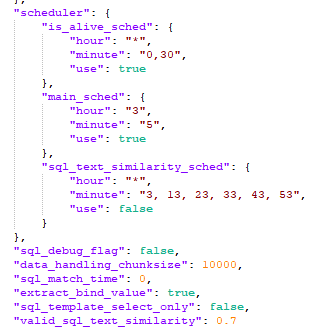 },
"scheduler": {
"is_alive_sched": {
"hour": "*",
"minute": "0,30",
"use": true
},
"main_sched": {
"hour": "3",
"minute": "5",
"use": true
},
"sql_text_similarity_sched": {
"hour": "*",
"minute": "3, 13, 23, 33, 43, 53",
"use": false
}
},
"sql_debug_flag": false,
"data_handling_chunksize": 10000,
"sql_match_time": 0,
"extract_bind_value": true,
"sql_template_select_only": false,
"valid_sql_text_similarity": 0.7